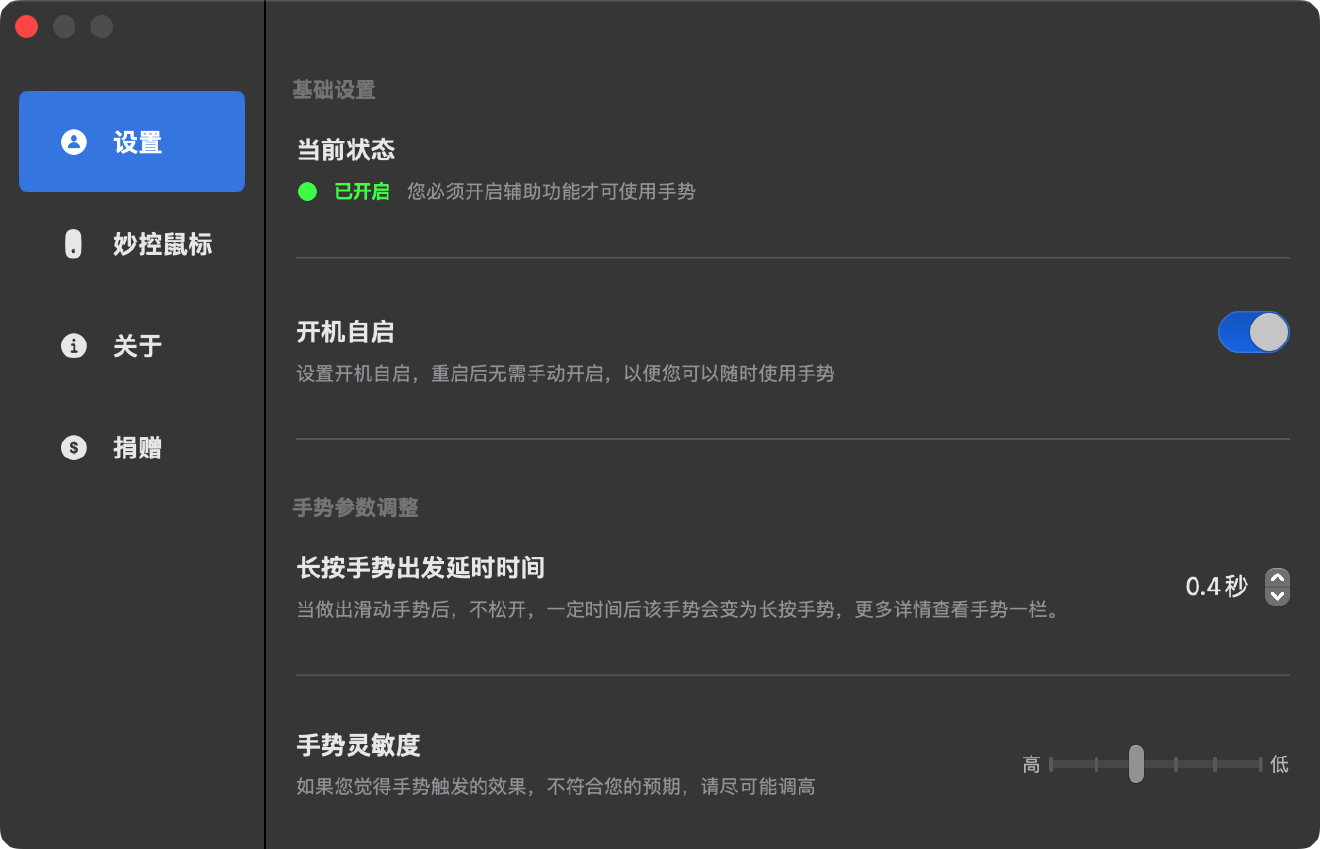 设置
妙控鼠标
关于
捐赠
基础设置
当前状态
已开启 您必须开启辅助功能才可使用手势
开机自启
设置开机自启，重启后无需手动开启，以便您可以随时使用手势
手势参数调整
长按手势出发延时时间
当做出滑动手势后，不松开，一定时间后该手势会变为长按手势，更多详情查看手势一栏。
0.4 秒
手势灵敏度
如果您觉得手势触发的效果，不符合您的预期，请尽可能调高
高 低